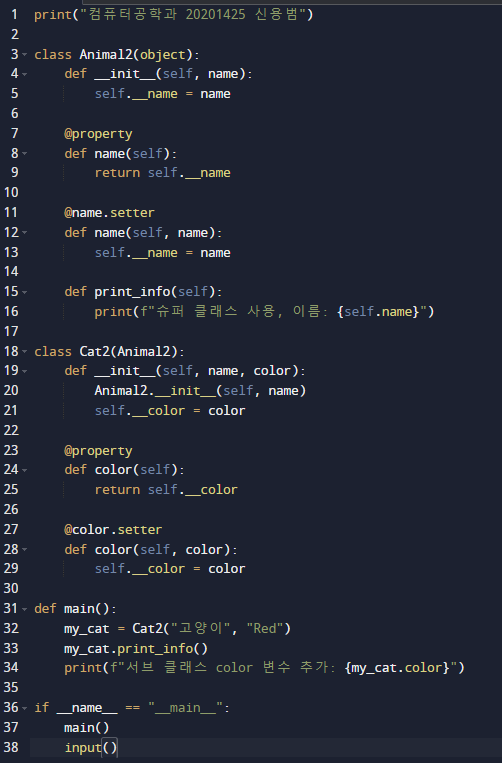 1 print("컴퓨터공학과 20201425 신용범")
2
3 class Animal2(object):
4     def __init__(self, name):
5         self.__name = name
6
7     @property
8     def name(self):
9         return self.__name
10
11     @name.setter
12     def name(self, name):
13         self.__name = name
14
15     def print_info(self):
16         print(f"슈퍼 클래스 사용, 이름: {self.name}")
17
18 class Cat2(Animal2):
19     def __init__(self, name, color):
20         Animal2.__init__(self, name)
21         self.__color = color
22
23     @property
24     def color(self):
25         return self.__color
26
27     @color.setter
28     def color(self, color):
29         self.__color = color
30
31 def main():
32     my_cat = Cat2("고양이", "Red")
33     my_cat.print_info()
34     print(f"서브 클래스 color 변수 추가: {my_cat.color}")
35
36 if __name__ == "__main__":
37     main()
38     input()